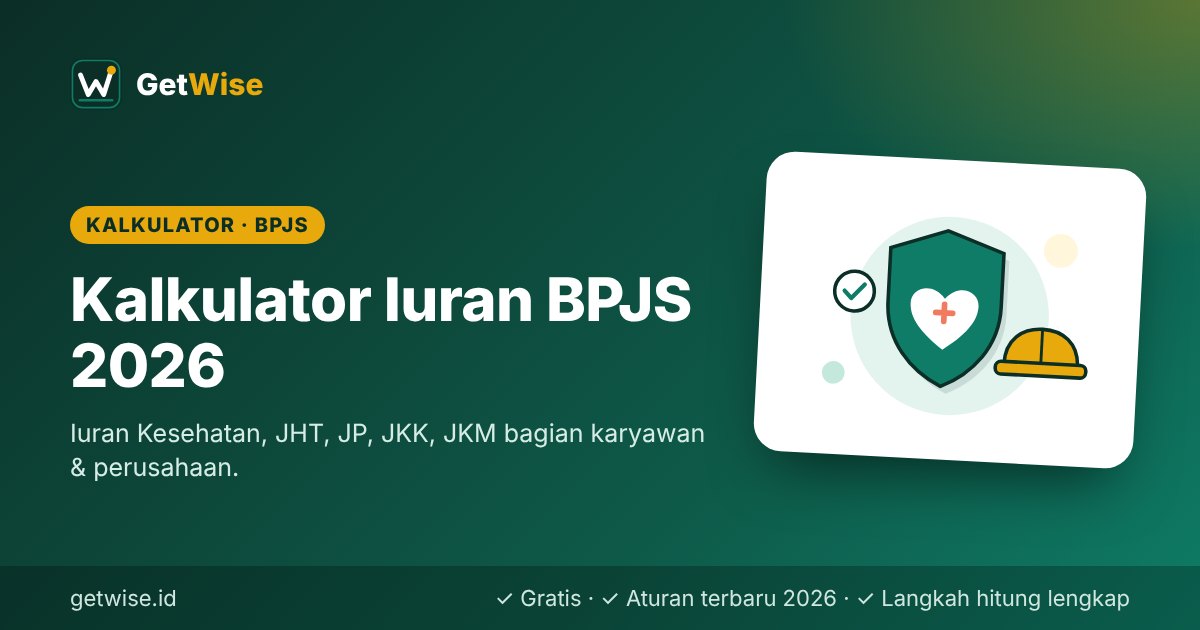 GetWise
KALKULATOR · BPJS
Kalkulator Iuran BPJS
2026
Iuran Kesehatan, JHT, JP, JKK, JKM bagian karyawan
& perusahaan.
getwise.id
✓ Gratis · ✓ Aturan terbaru 2026 · ✓ Langkah hitung lengkap